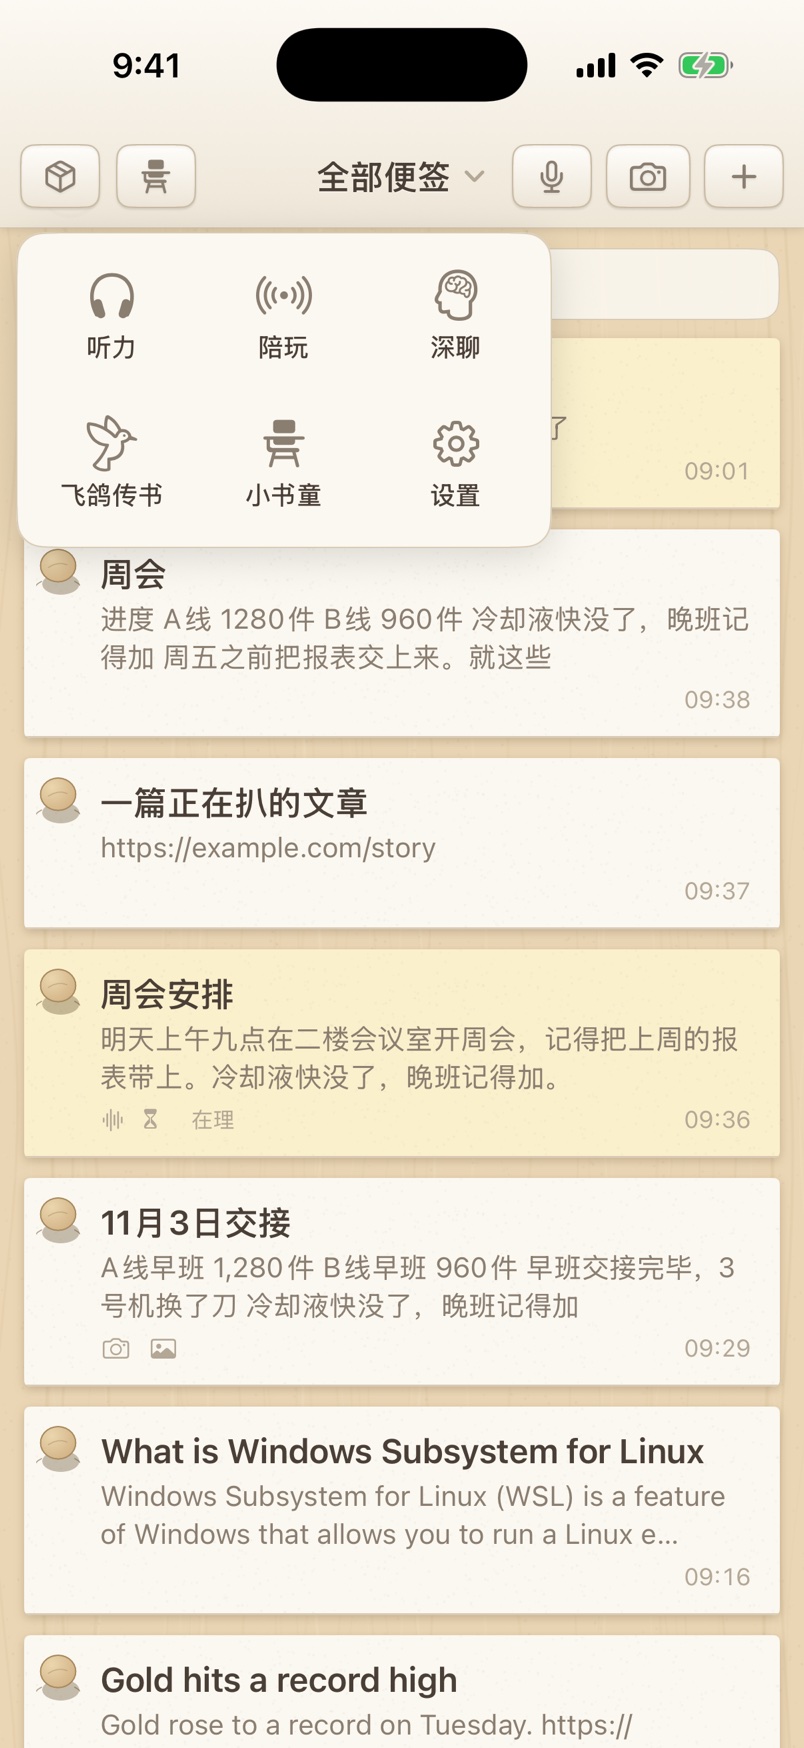 9:41
全部便签
听力
陪玩
深聊
飞鸽传书
小书童
设置
了
09:01
周会
进度 A线 1280件 B线 960件 冷却液快没了，晚班记
得加 周五之前把报表交上来。就这些
09:38
一篇正在扒的文章
https://example.com/story
09:37
周会安排
明天上午九点在二楼会议室开周会，记得把上周的报
表带上。冷却液快没了，晚班记得加。
在理
09:36
11月3日交接
A线早班 1,280件 B线早班 960件 早班交接完毕，3
号机换了刀 冷却液快没了，晚班记得加
09:29
What is Windows Subsystem for Linux
Windows Subsystem for Linux (WSL) is a feature
of Windows that allows you to run a Linux e...
09:16
Gold hits a record high
Gold rose to a record on Tuesday. https://